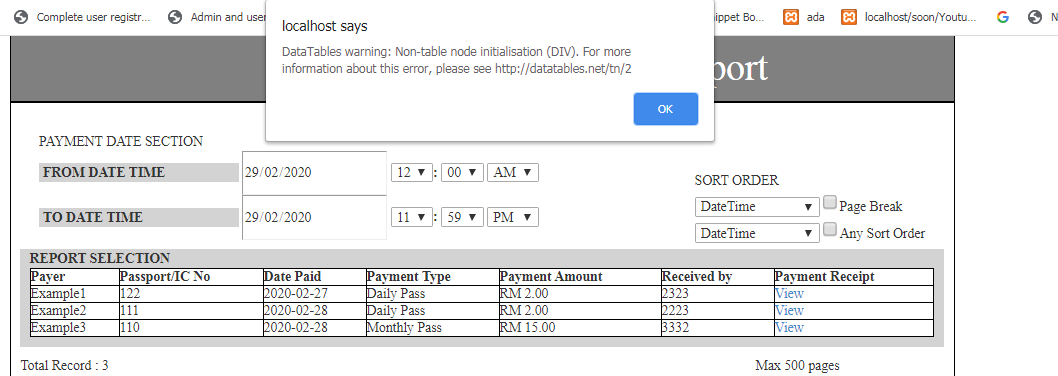 Complete user registr...
Admin and use
nippet Bo...
ada
localhost/soon/Youtu...
N
localhost says
DataTables warning: Non-table node initialisation (DIV). For more
information about this error, please see http://datatables.net/tn/2
OK
port
PAYMENT DATE SECTION
FROM DATE TIME 29/02/2020 12 : 00 AM
TO DATE TIME 29/02/2020 11 : 59 PM
SORT ORDER
DateTime Page Break
DateTime Any Sort Order
REPORT SELECTION
Payer Passport/IC No Date Paid Payment Type Payment Amount Received by Payment Receipt
Example1 122 2020-02-27 Daily Pass RM 2.00 2323 View
Example2 111 2020-02-28 Daily Pass RM 2.00 2223 View
Example3 110 2020-02-28 Monthly Pass RM 15.00 3332 View
Total Record : 3 Max 500 pages